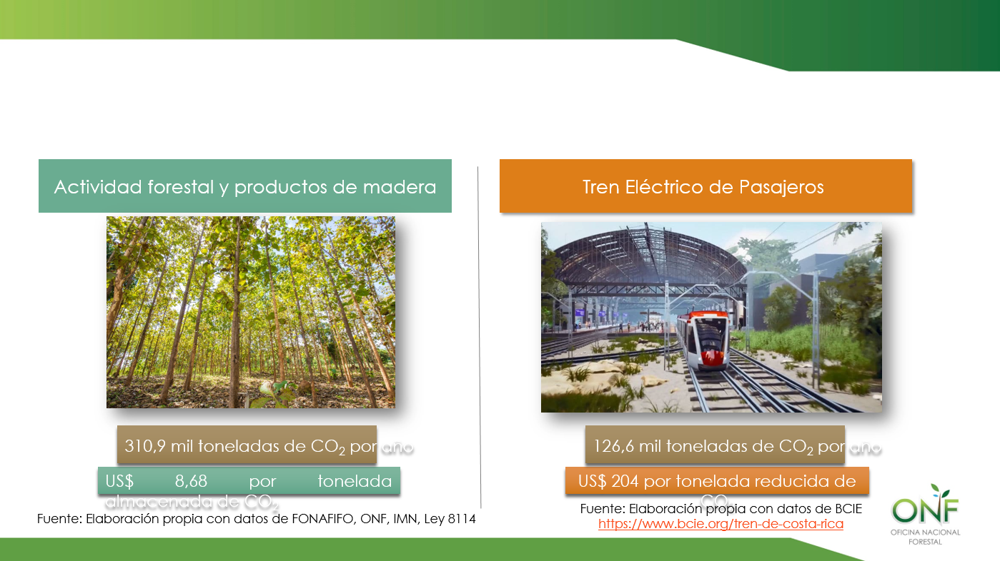 Actividad forestal y productos de madera
310,9 mil toneladas de CO₂ por año
US$ 8,68 por tonelada
almacenada de CO₂
Fuente: Elaboración propia con datos de FONAFIFO, ONF, IMN, Ley 8114
Tren Eléctrico de Pasajeros
126,6 mil toneladas de CO₂ por año
US$ 204 por tonelada reducida de
CO₂
Fuente: Elaboración propia con datos de BCIE
https://www.bcie.org/tren-de-costa-rica
ONF
OFICINA NACIONAL
FORESTAL